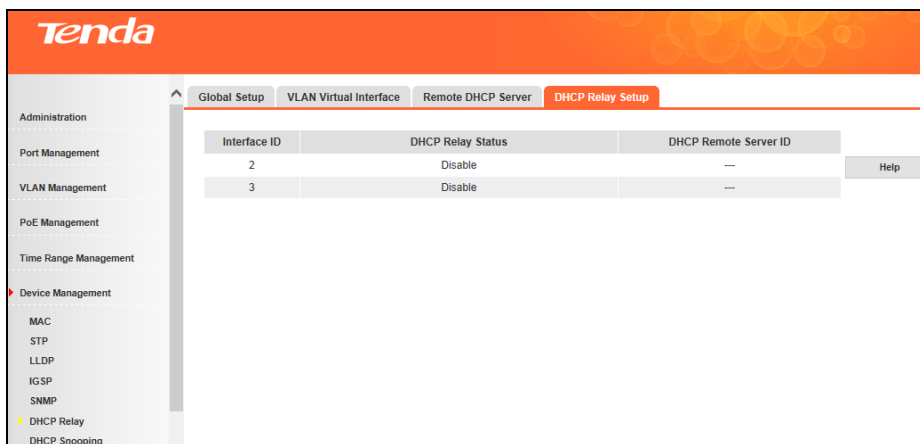 Tenda
Global Setup VLAN Virtual Interface Remote DHCP Server DHCP Relay Setup
Administration
Port Management
VLAN Management
PoE Management
Time Range Management
Device Management
MAC
STP
LLDP
IGSP
SNMP
DHCP Relay
DHCP Snooping
Interface ID DHCP Relay Status DHCP Remote Server ID
2 Disable ---
3 Disable ---
Help